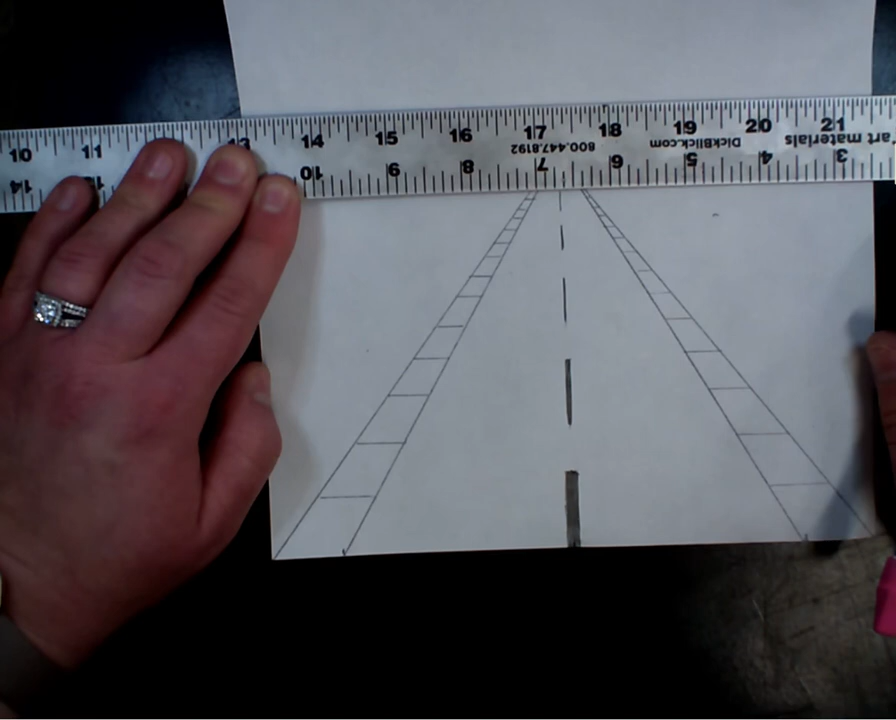 10 11 13 14 15 16 17 18 19 20 21
art materials DickBlick.com 800.447.8192
3 4 5 6 7 8 9 10 14